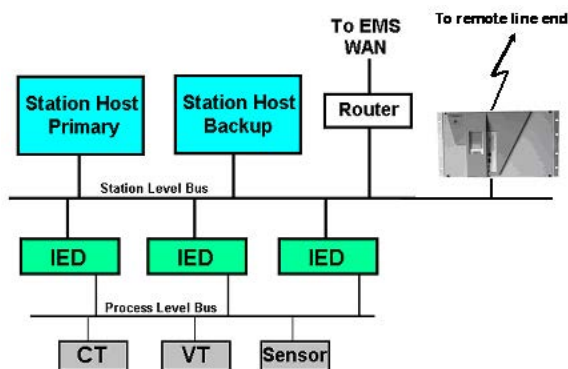 To EMS
WAN
To remote line end
Station Host
Primary
Station Host
Backup
Router
Station Level Bus
IED
IED
IED
Process Level Bus
CT
VT
Sensor